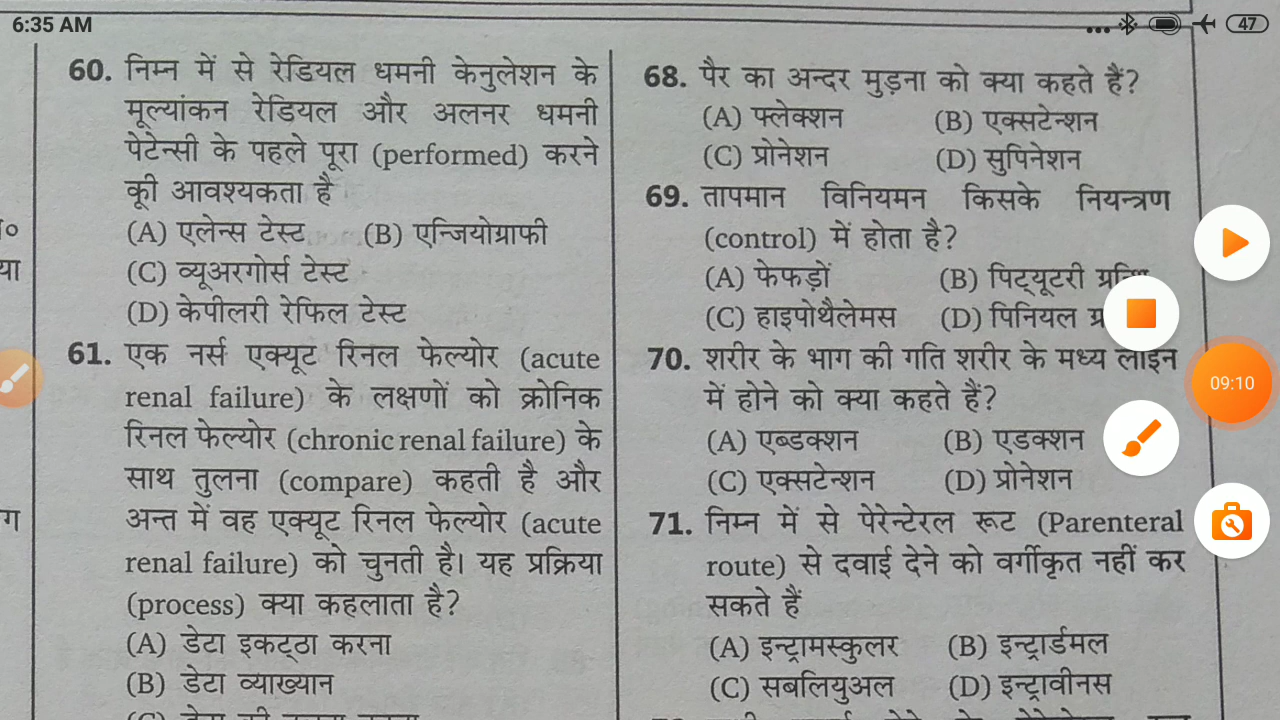 6:35 AM
47
60. निम्न में से रेडियल धमनी केनुलेशन के
मूल्यांकन रेडियल और अलनर धमनी
पेटेन्सी के पहले पूरा (performed) करने
की आवश्यकता है
(A) एलेन्स टेस्ट (B) एन्जियोग्राफी
(C) व्यूअरगोर्स टेस्ट
(D) केपीलरी रेफिल टेस्ट
61. एक नर्स एक्यूट रिनल फेल्योर (acute
renal failure) के लक्षणों को क्रोनिक
रिनल फेल्योर (chronic renal failure) के
साथ तुलना (compare) कहती है और
अन्त में वह एक्यूट रिनल फेल्योर (acute
renal failure) को चुनती है। यह प्रक्रिया
(process) क्या कहलाता है?
(A) डेटा इकट्ठा करना
(B) डेटा व्याख्यान
68. पैर का अन्दर मुड़ना को क्या कहते हैं?
(A) फ्लेक्शन (B) एक्सटेन्शन
(C) प्रोनेशन (D) सुपिनेशन
69. तापमान विनियमन किसके नियन्त्रण
(control) में होता है?
(A) फेफड़ों (B) पिट्यूटरी
(C) हाइपोथैलेमस (D) पिनियल
70. शरीर के भाग की गति शरीर के मध्य लाइन
में होने को क्या कहते हैं?
(A) एब्डक्शन (B) एडक्शन
(C) एक्सटेन्शन (D) प्रोनेशन
71. निम्न में से पेरेन्टेरल रूट (Parenteral
route) से दवाई देने को वर्गीकृत नहीं कर
सकते हैं
(A) इन्ट्रामस्कुलर (B) इन्ट्रार्डमल
(C) सबलियुअल (D) इन्ट्रावीनस
09:10